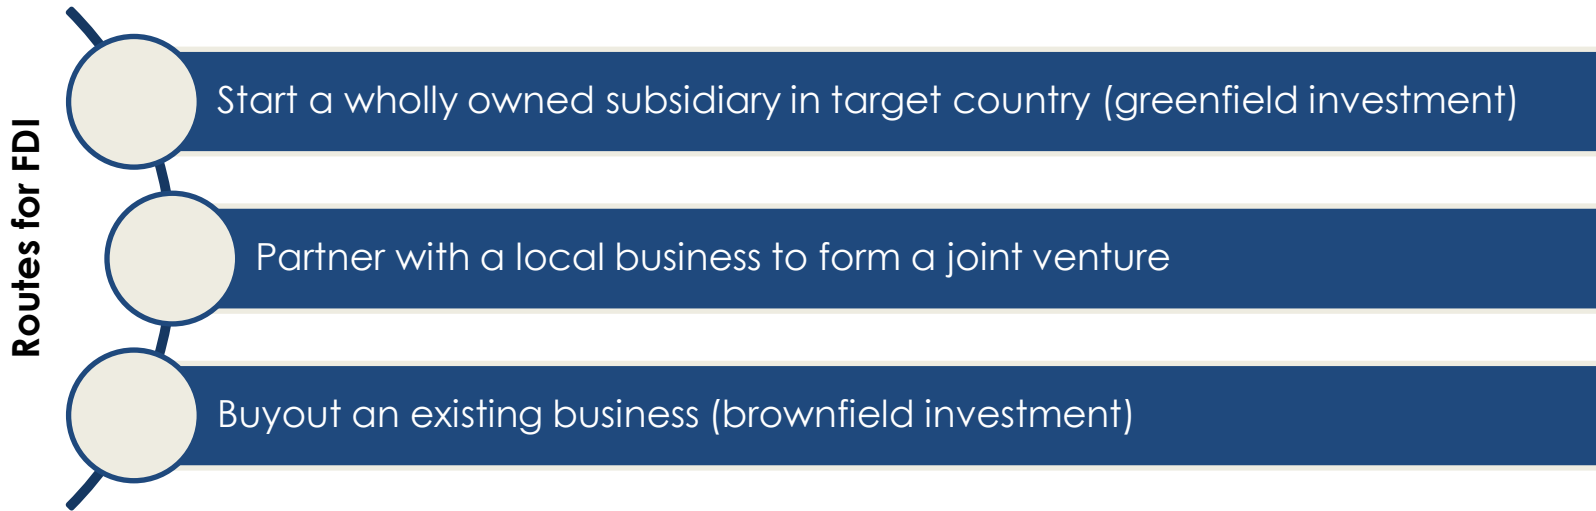 Routes for FDI
Start a wholly owned subsidiary in target country (greenfield investment)
Partner with a local business to form a joint venture
Buyout an existing business (brownfield investment)